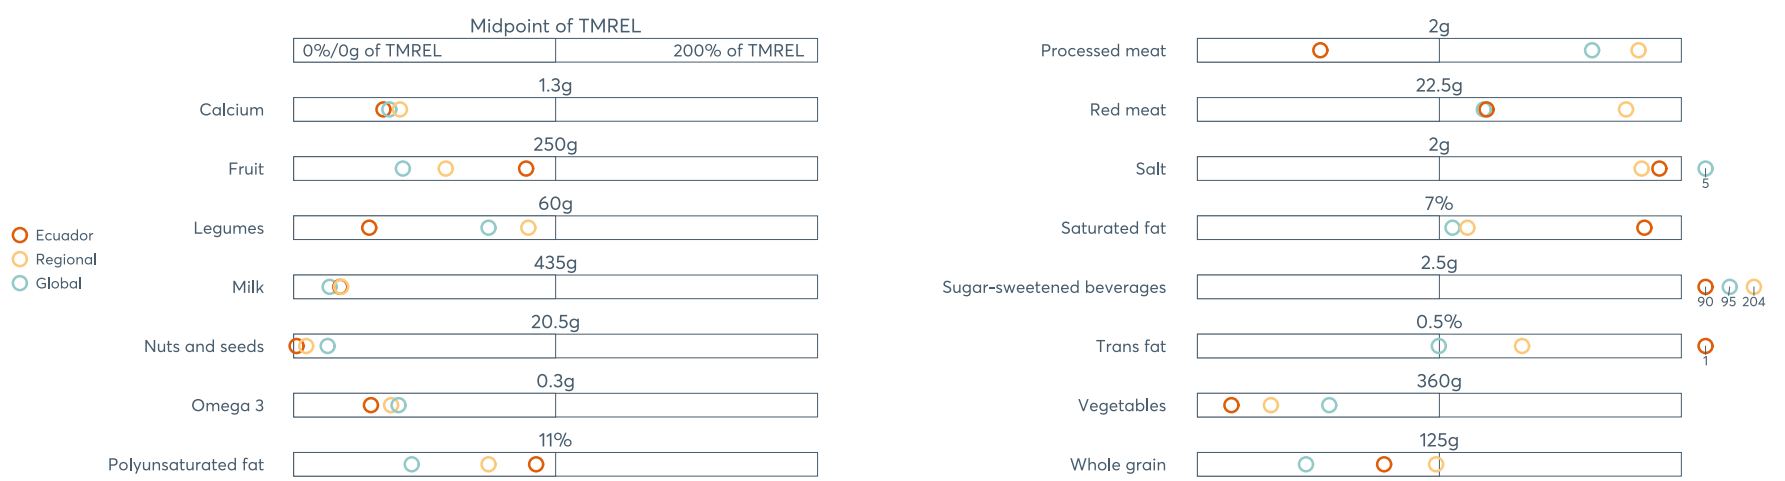 Midpoint of TMREL
0%/0g of TMREL 200% of TMREL
1.3g
Calcium
250g
Fruit
60g
Legumes
435g
Milk
20.5g
Nuts and seeds
0.3g
Omega 3
11%
Polyunsaturated fat
Ecuador
Regional
Global
2g
Processed meat
22.5g
Red meat
2g
Salt
5
7%
Saturated fat
2.5g
Sugar-sweetened beverages
90 95 204
0.5%
Trans fat
1
360g
Vegetables
125g
Whole grain